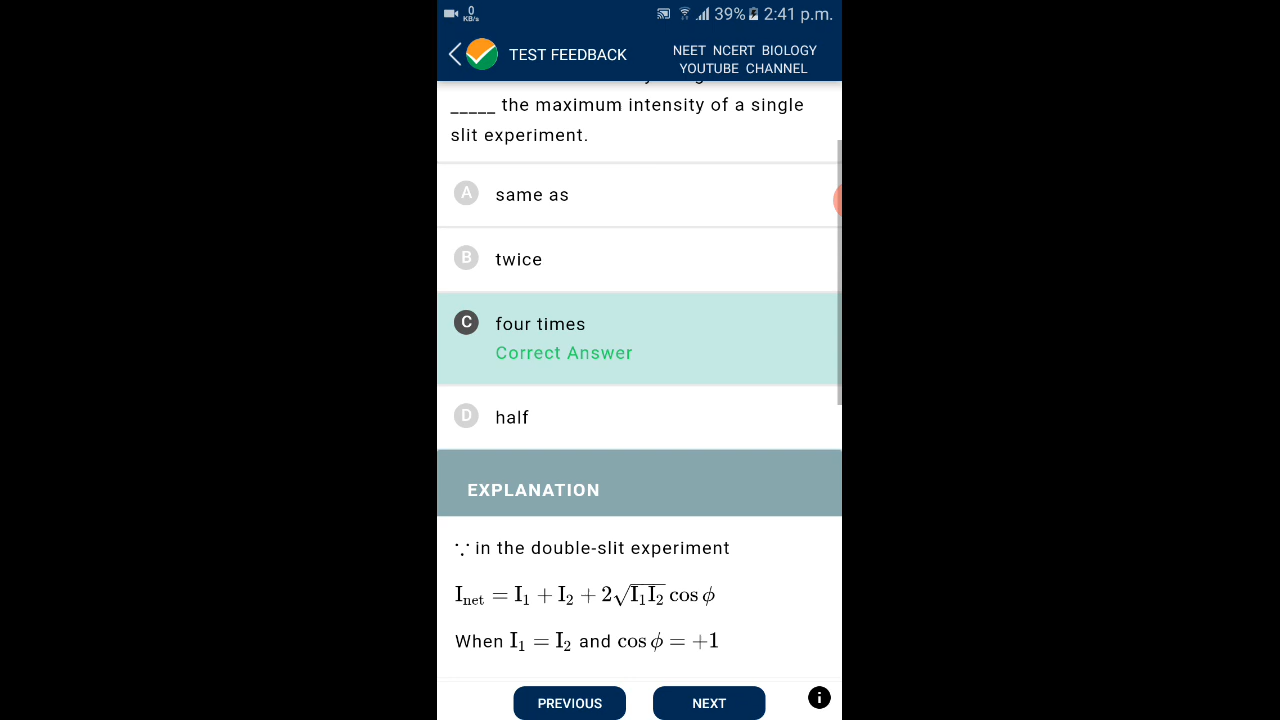 0
KB/s
39% 2:41 p.m.
TEST FEEDBACK
NEET NCERT BIOLOGY
YOUTUBE CHANNEL
_____ the maximum intensity of a single
slit experiment.
A same as
B twice
C four times
Correct Answer
D half
EXPLANATION
∵ in the double-slit experiment
I_net = I₁ + I₂ + 2√(I₁I₂) cos ϕ
When I₁ = I₂ and cos ϕ = +1
PREVIOUS
NEXT
i